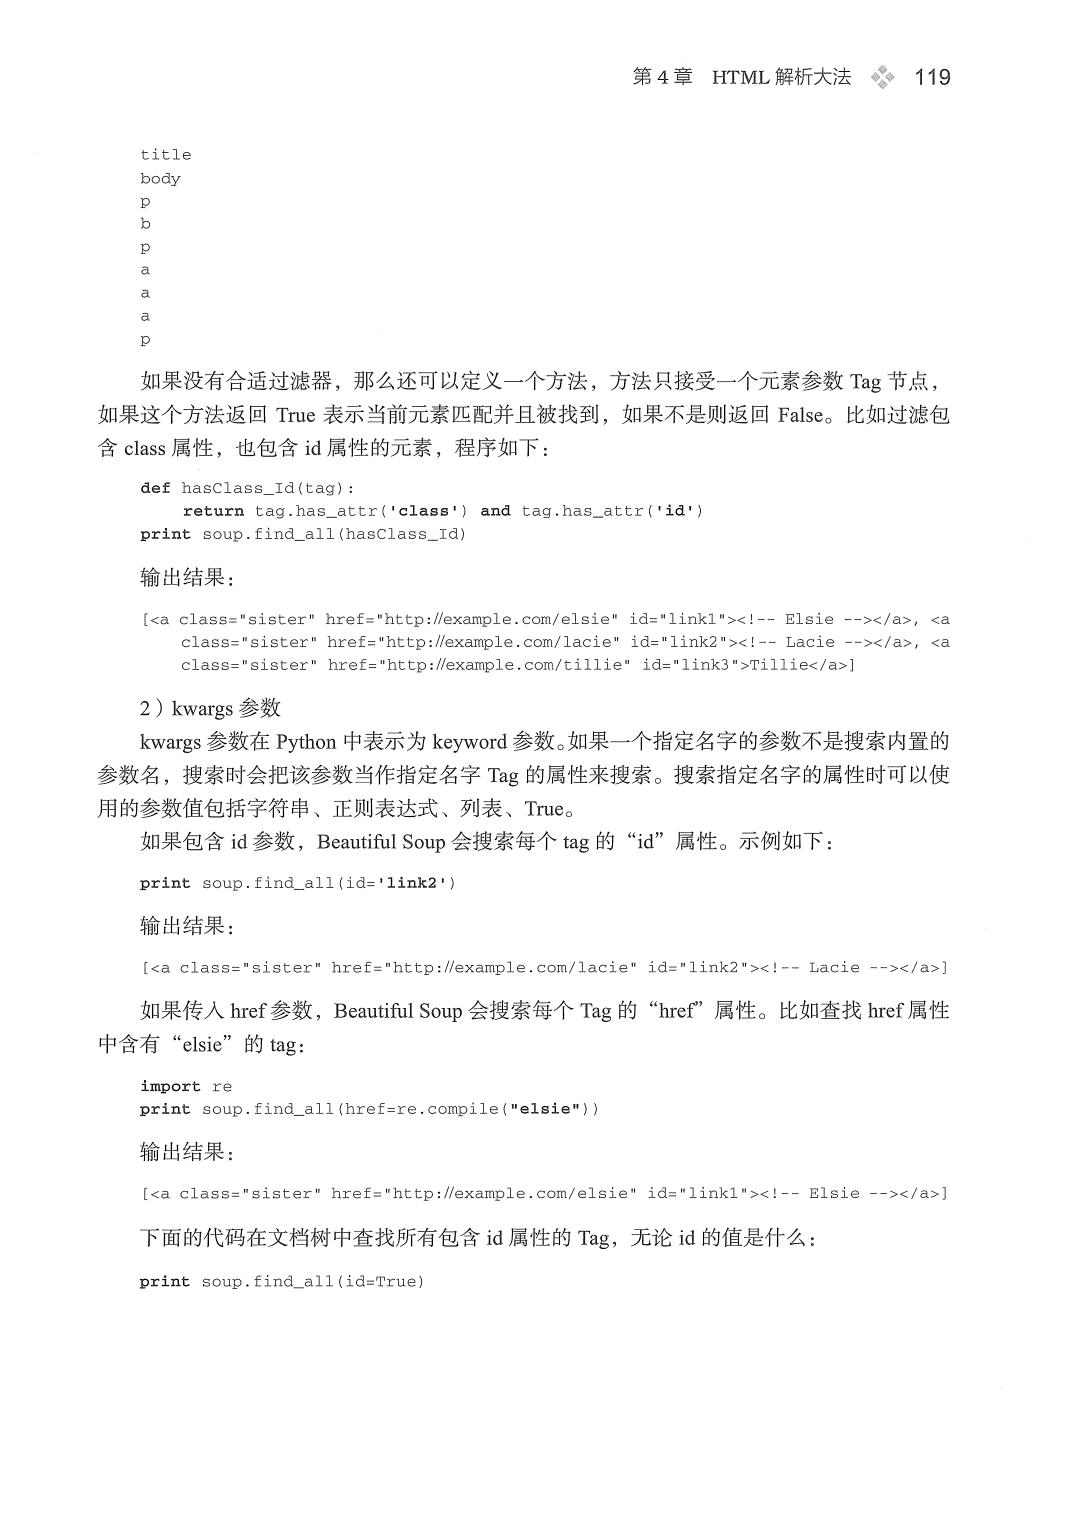 第 4 章　HTML 解析大法　119
title
body
p
b
p
a
a
a
p
如果没有合适过滤器，那么还可以定义一个方法，方法只接受一个元素参数 Tag 节点，
如果这个方法返回 True 表示当前元素匹配并且被找到，如果不是则返回 False。比如过滤包
含 class 属性，也包含 id 属性的元素，程序如下：
def hasClass_Id(tag):
    return tag.has_attr('class') and tag.has_attr('id')
print soup.find_all(hasClass_Id)
输出结果：
[<a class="sister" href="http://example.com/elsie" id="link1"><!-- Elsie --></a>, <a
class="sister" href="http://example.com/lacie" id="link2"><!-- Lacie --></a>, <a
class="sister" href="http://example.com/tillie" id="link3">Tillie</a>]
2）kwargs 参数
kwargs 参数在 Python 中表示为 keyword 参数。如果一个指定名字的参数不是搜索内置的
参数名，搜索时会把该参数当作指定名字 Tag 的属性来搜索。搜索指定名字的属性时可以使
用的参数值包括字符串、正则表达式、列表、True。
如果包含 id 参数，Beautiful Soup 会搜索每个 tag 的“id”属性。示例如下：
print soup.find_all(id='link2')
输出结果：
[<a class="sister" href="http://example.com/lacie" id="link2"><!-- Lacie --></a>]
如果传入 href 参数，Beautiful Soup 会搜索每个 Tag 的“href”属性。比如查找 href 属性
中含有“elsie”的 tag：
import re
print soup.find_all(href=re.compile("elsie"))
输出结果：
[<a class="sister" href="http://example.com/elsie" id="link1"><!-- Elsie --></a>]
下面的代码在文档树中查找所有包含 id 属性的 Tag，无论 id 的值是什么：
print soup.find_all(id=True)